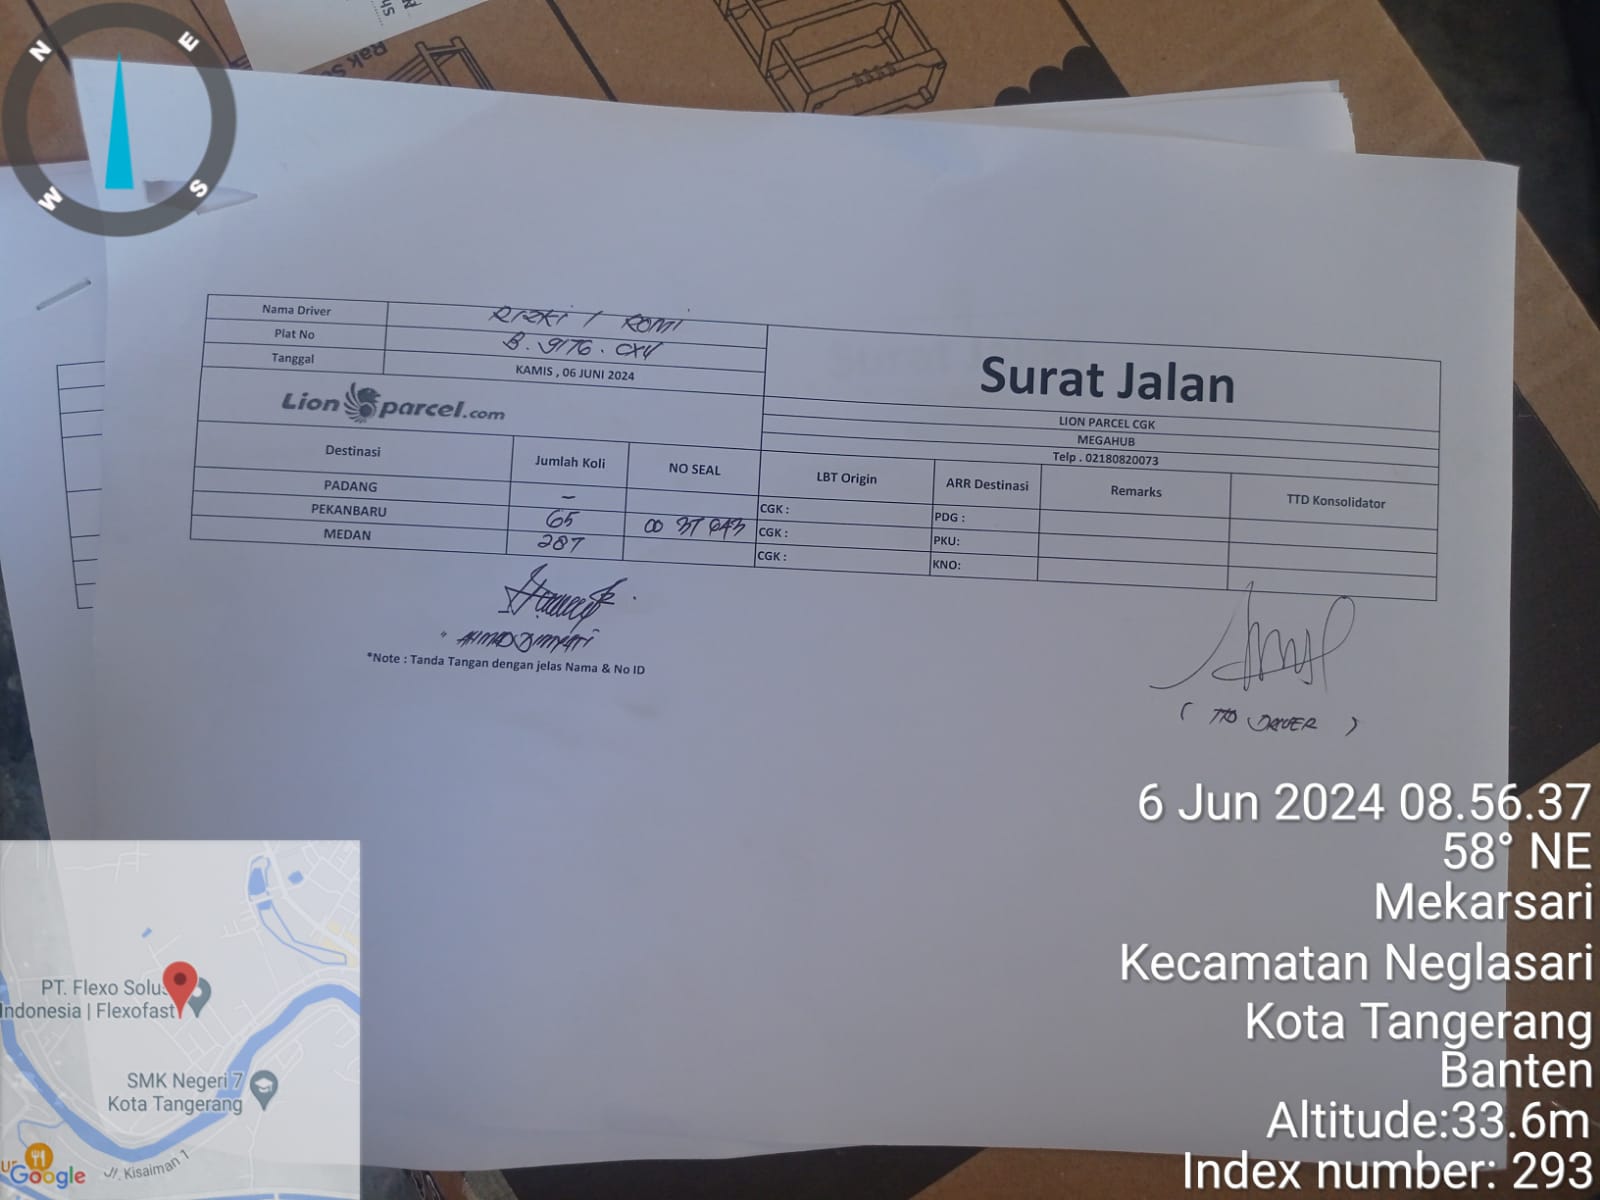 N
E
W
S
Rak S
Nama Driver RIZKI / ROMI
Plat No B. 9176. CXV
Tanggal KAMIS , 06 JUNI 2024
Surat Jalan
Lion parcel.com
LION PARCEL CGK
MEGAHUB
Telp . 02180820073
Destinasi Jumlah Koli NO SEAL LBT Origin ARR Destinasi Remarks TTD Konsolidator
PADANG – CGK : PDG :
PEKANBARU 65 00 37 643 CGK : PKU:
MEDAN 287 CGK : KNO:
*Note : Tanda Tangan dengan jelas Nama & No ID
( TTD DRIVER )
6 Jun 2024 08.56.37
58° NE
Mekarsari
Kecamatan Neglasari
Kota Tangerang
Banten
Altitude:33.6m
Index number: 293
PT. Flexo Solus
Indonesia | Flexofast
SMK Negeri 7
Kota Tangerang
Jl. Kisaiman 1
Google